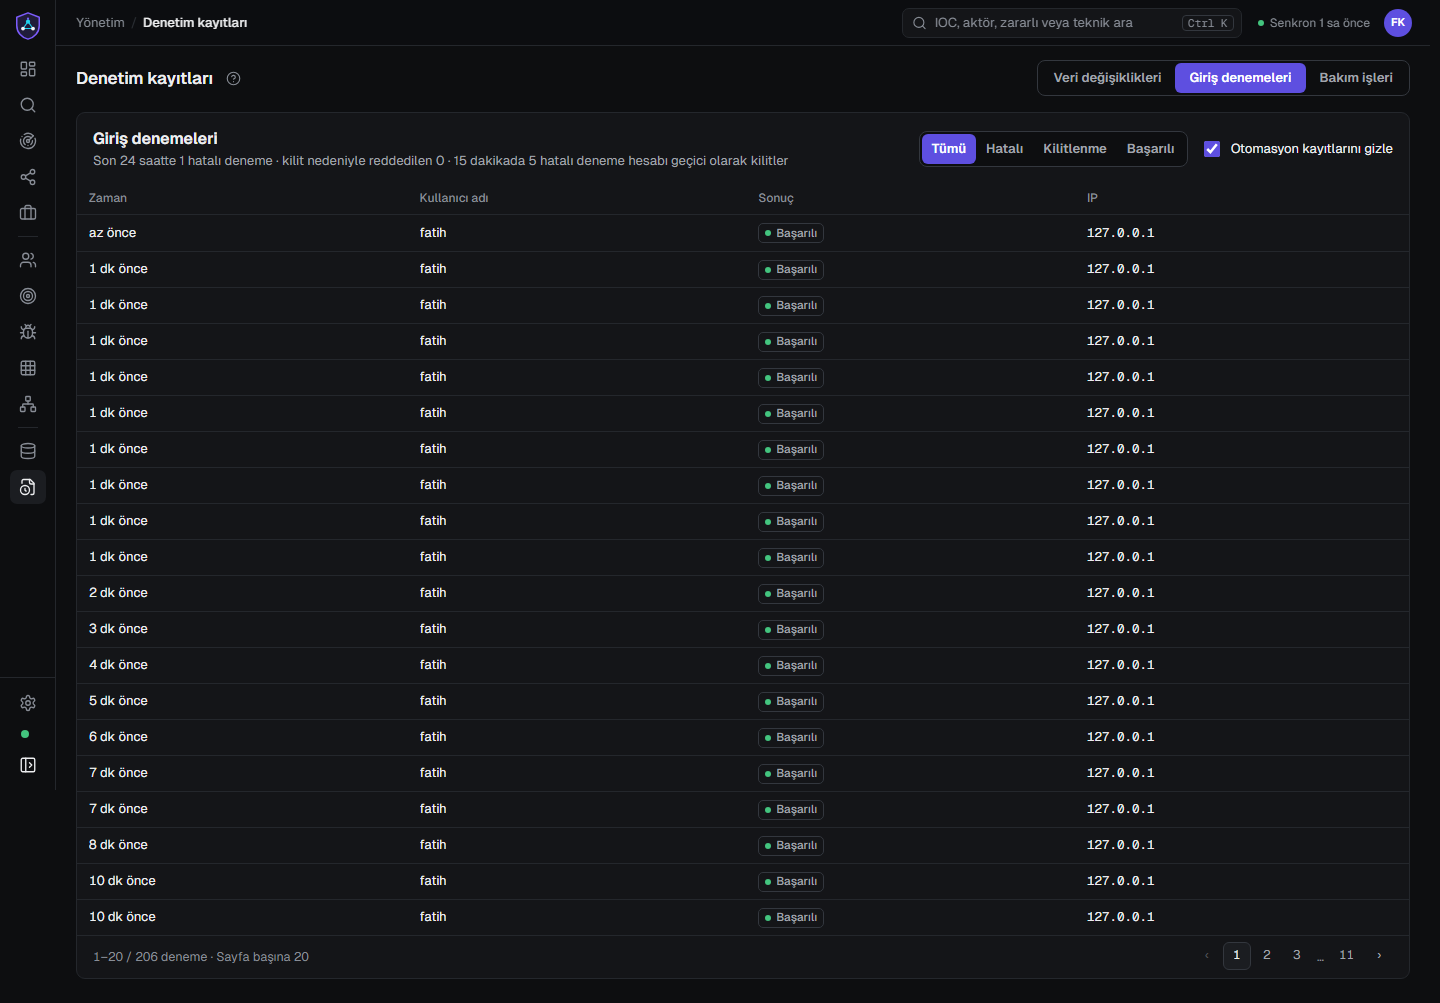 Yönetim / Denetim kayıtları
IOC, aktör, zararlı veya teknik ara Ctrl K
Senkron 1 sa önce
FK
Denetim kayıtları
Veri değişiklikleri Giriş denemeleri Bakım işleri
Giriş denemeleri
Son 24 saatte 1 hatalı deneme · kilit nedeniyle reddedilen 0 · 15 dakikada 5 hatalı deneme hesabı geçici olarak kilitler
Tümü Hatalı Kilitlenme Başarılı
Otomasyon kayıtlarını gizle
Zaman Kullanıcı adı Sonuç IP
az önce fatih Başarılı 127.0.0.1
1 dk önce fatih Başarılı 127.0.0.1
1 dk önce fatih Başarılı 127.0.0.1
1 dk önce fatih Başarılı 127.0.0.1
1 dk önce fatih Başarılı 127.0.0.1
1 dk önce fatih Başarılı 127.0.0.1
1 dk önce fatih Başarılı 127.0.0.1
1 dk önce fatih Başarılı 127.0.0.1
1 dk önce fatih Başarılı 127.0.0.1
1 dk önce fatih Başarılı 127.0.0.1
2 dk önce fatih Başarılı 127.0.0.1
3 dk önce fatih Başarılı 127.0.0.1
4 dk önce fatih Başarılı 127.0.0.1
5 dk önce fatih Başarılı 127.0.0.1
6 dk önce fatih Başarılı 127.0.0.1
7 dk önce fatih Başarılı 127.0.0.1
7 dk önce fatih Başarılı 127.0.0.1
8 dk önce fatih Başarılı 127.0.0.1
10 dk önce fatih Başarılı 127.0.0.1
10 dk önce fatih Başarılı 127.0.0.1
1–20 / 206 deneme · Sayfa başına 20
‹ 1 2 3 … 11 ›